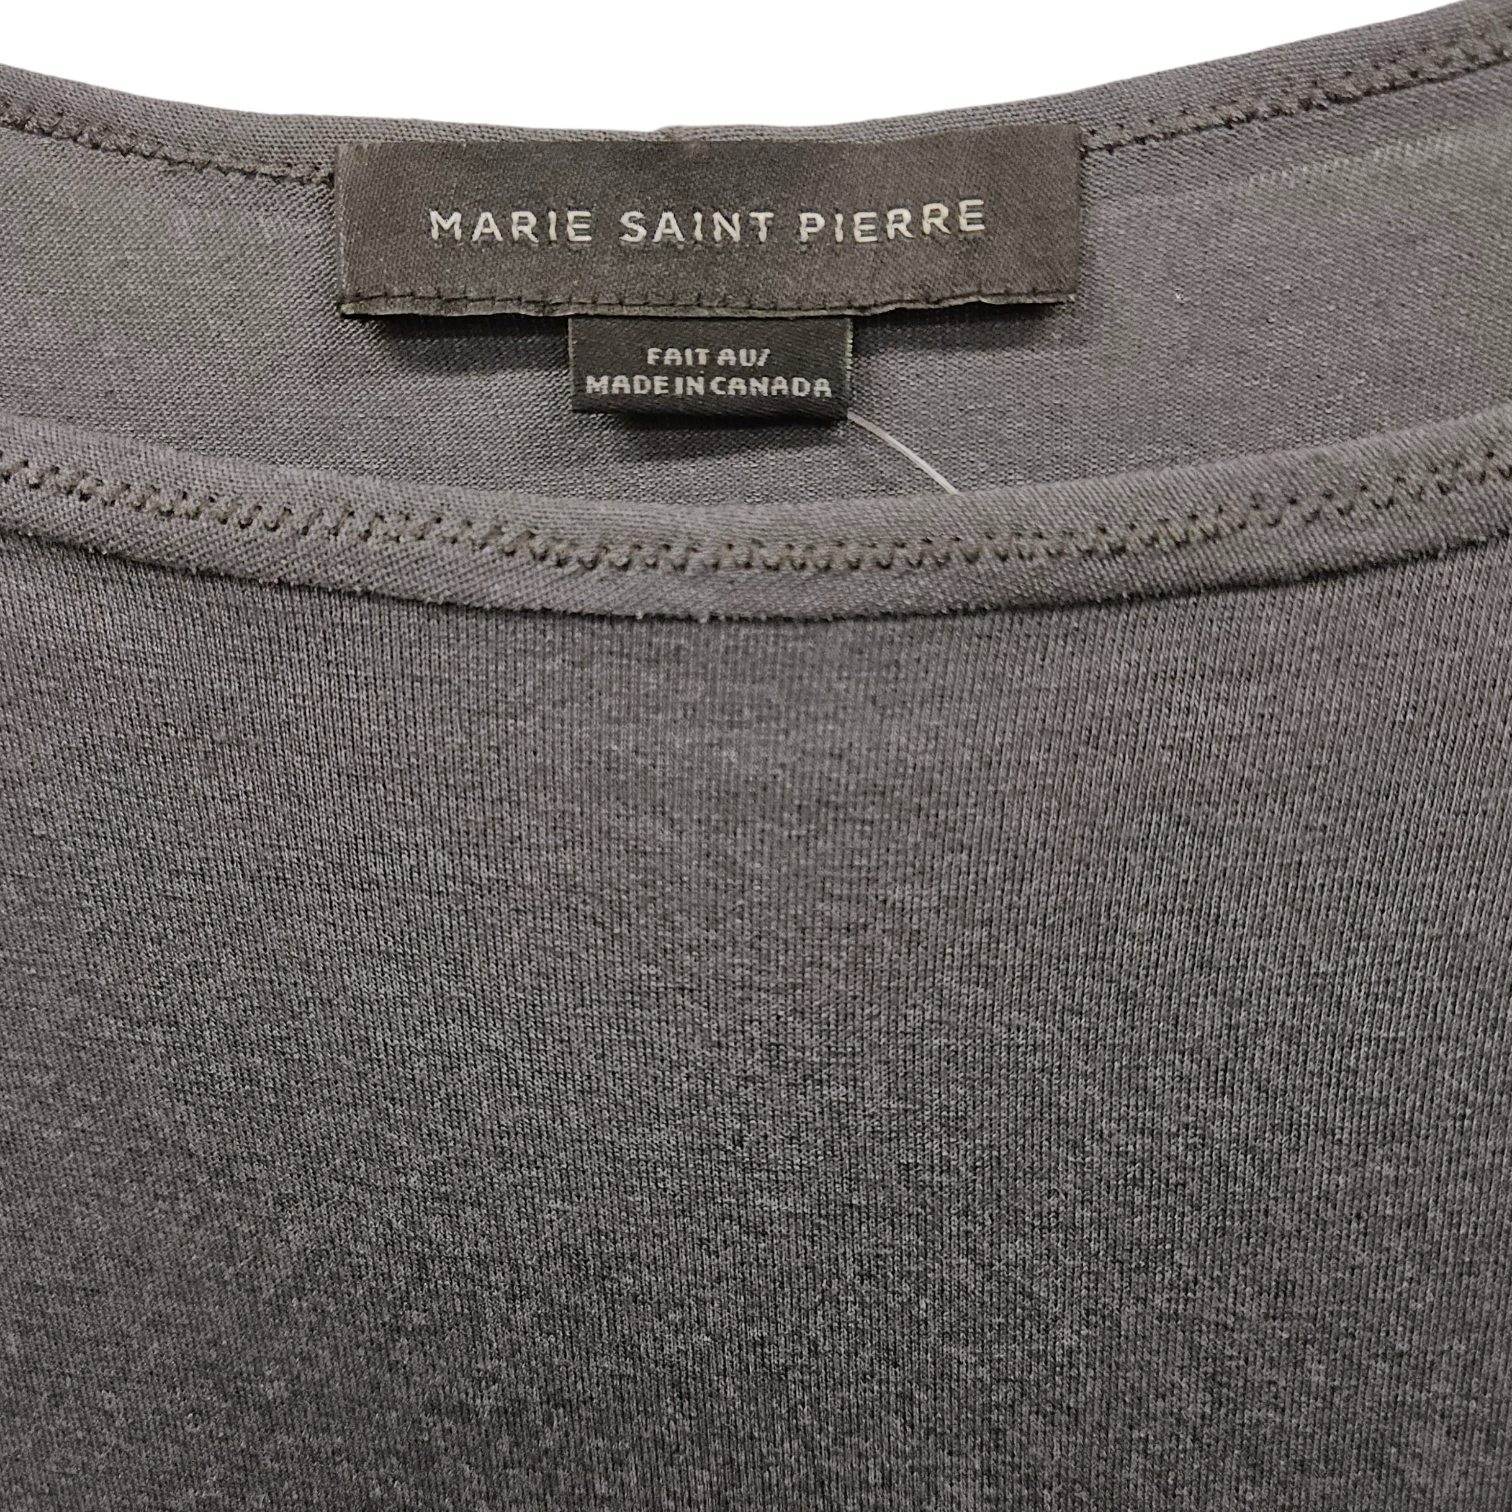 MARIE SAINT PIERRE
FAIT AU/
MADE IN CANADA